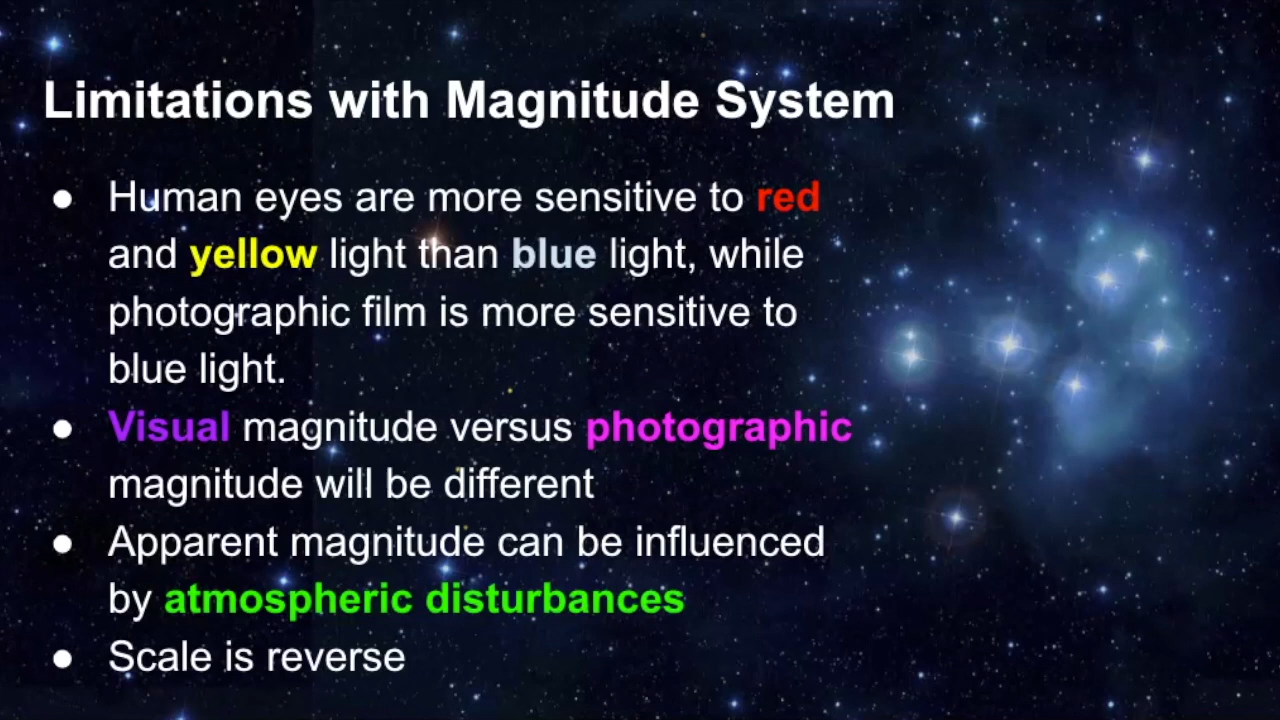 Limitations with Magnitude System
● Human eyes are more sensitive to red
and yellow light than blue light, while
photographic film is more sensitive to
blue light.
● Visual magnitude versus photographic
magnitude will be different
● Apparent magnitude can be influenced
by atmospheric disturbances
● Scale is reverse